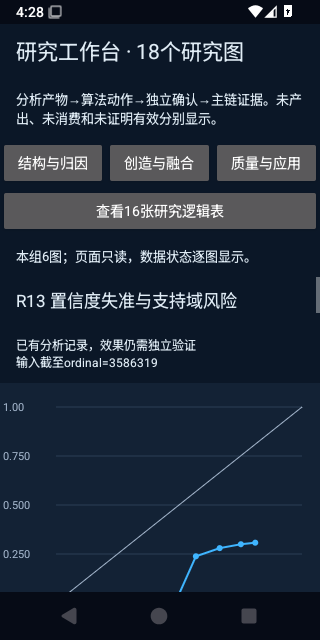 4:28
研究工作台 · 18个研究图
分析产物→算法动作→独立确认→主链证据。未产
出、未消费和未证明有效分别显示。
结构与归因 创造与融合 质量与应用
查看16张研究逻辑表
本组6图；页面只读，数据状态逐图显示。
R13 置信度失准与支持域风险
已有分析记录，效果仍需独立验证
输入截至ordinal=3586319
1.00
0.750
0.500
0.250